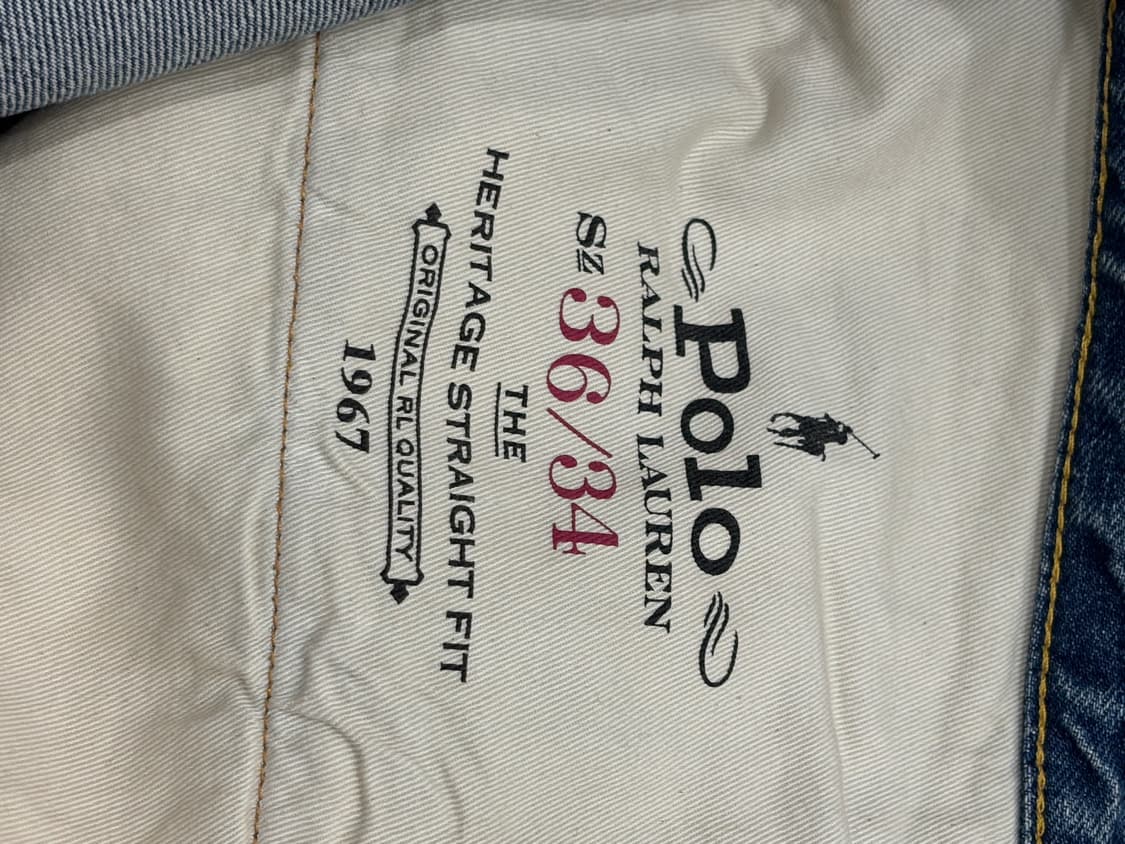 Polo
RALPH LAUREN
SZ 36/34
THE
HERITAGE STRAIGHT FIT
ORIGINAL RL QUALITY
1967